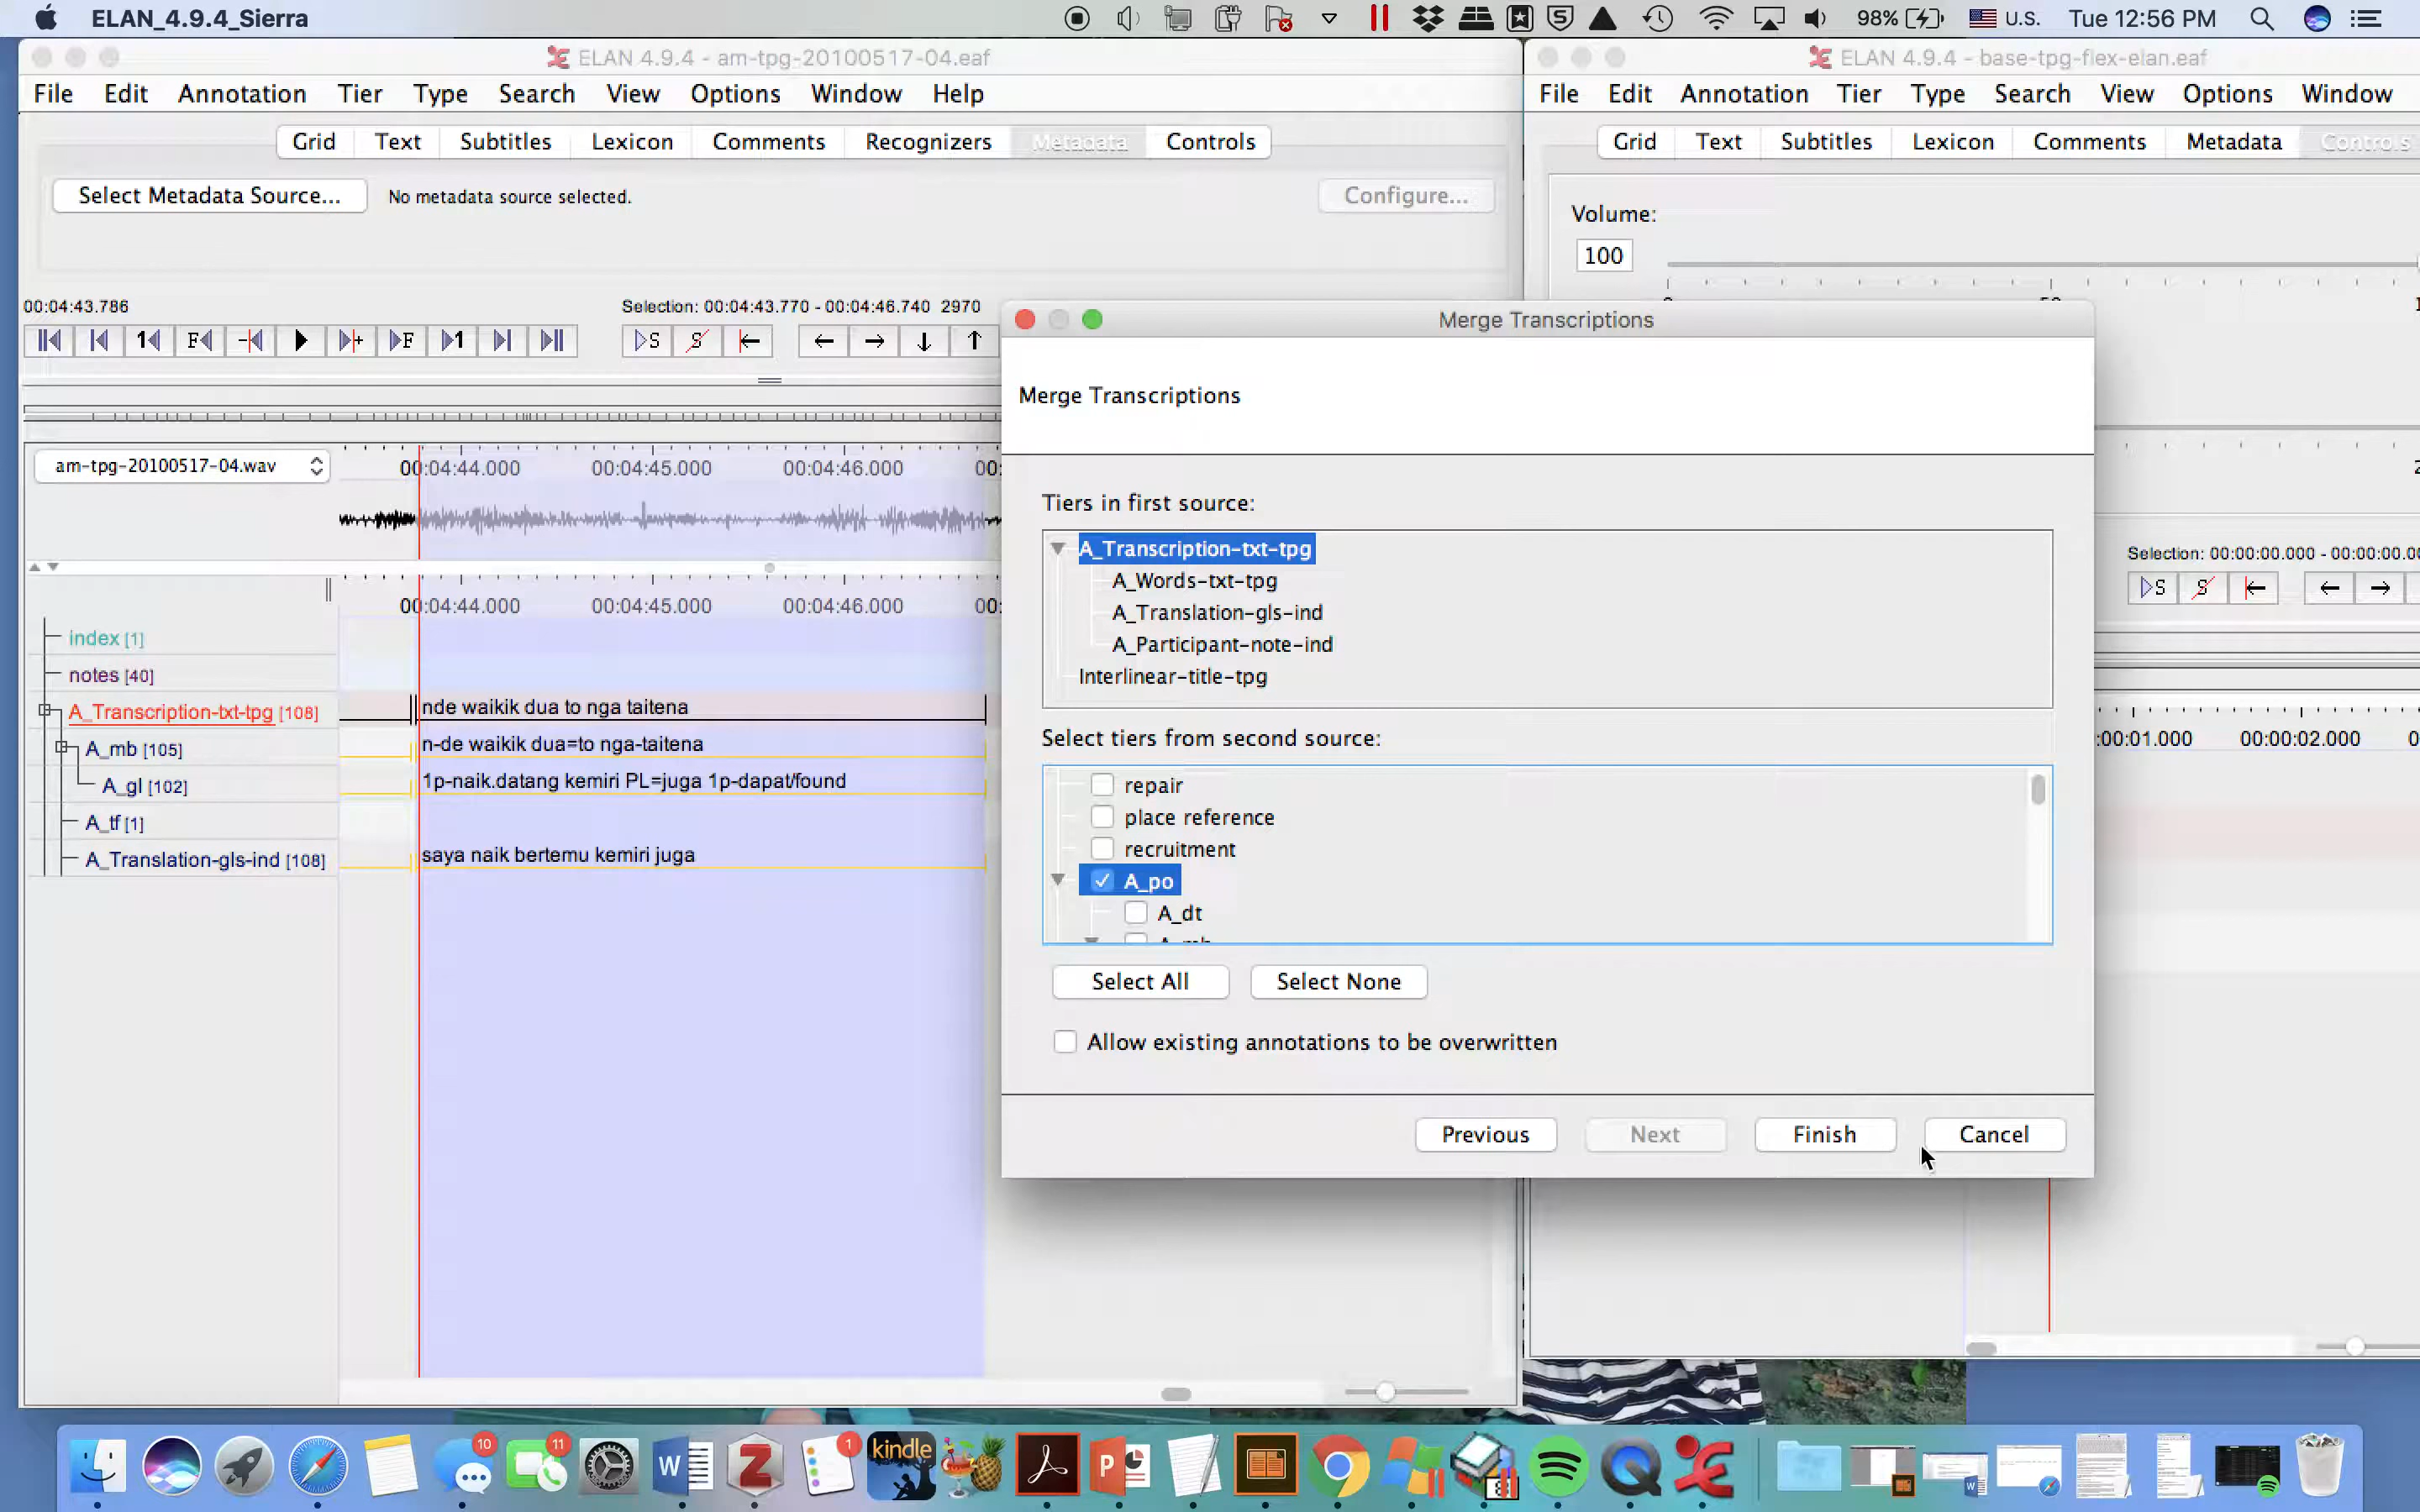 ELAN_4.9.4_Sierra 98% U.S. Tue 12:56 PM
ELAN 4.9.4 - am-tpg-20100517-04.eaf
File Edit Annotation Tier Type Search View Options Window Help
Grid Text Subtitles Lexicon Comments Recognizers Metadata Controls
Select Metadata Source... No metadata source selected. Configure...
00:04:43.786 Selection: 00:04:43.770 - 00:04:46.740 2970
am-tpg-20100517-04.wav
00:04:44.000 00:04:45.000 00:04:46.000 00:
00:04:44.000 00:04:45.000 00:04:46.000 00:
index [1]
notes [40]
A_Transcription-txt-tpg [108] nde waikik dua to nga taitena
A_mb [105] n-de waikik dua=to nga-taitena
A_gl [102] 1p-naik.datang kemiri PL=juga 1p-dapat/found
A_tf [1]
A_Translation-gls-ind [108] saya naik bertemu kemiri juga
ELAN 4.9.4 - base-tpg-flex-elan.eaf
File Edit Annotation Tier Type Search View Options Window
Grid Text Subtitles Lexicon Comments Metadata Controls
Volume:
100
Selection: 00:00:00.000 - 00:00:00.00
:00:01.000 00:00:02.000 0
Merge Transcriptions
Merge Transcriptions
Tiers in first source:
A_Transcription-txt-tpg
A_Words-txt-tpg
A_Translation-gls-ind
A_Participant-note-ind
Interlinear-title-tpg
Select tiers from second source:
repair
place reference
recruitment
A_po
A_dt
Select All Select None
Allow existing annotations to be overwritten
Previous Next Finish Cancel
10 11 1 kindle